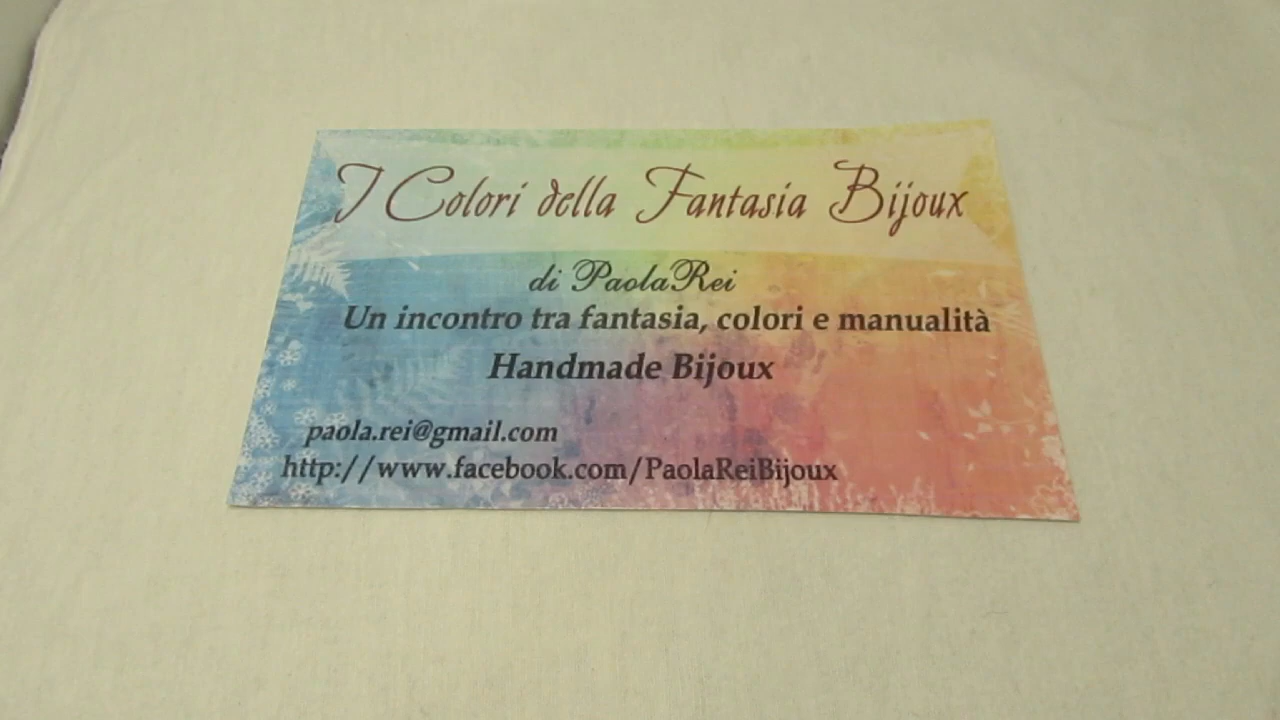 I Colori della Fantasia Bijoux
di PaolaRei
Un incontro tra fantasia, colori e manualità
Handmade Bijoux
paola.rei@gmail.com
http://www.facebook.com/PaolaReiBijoux